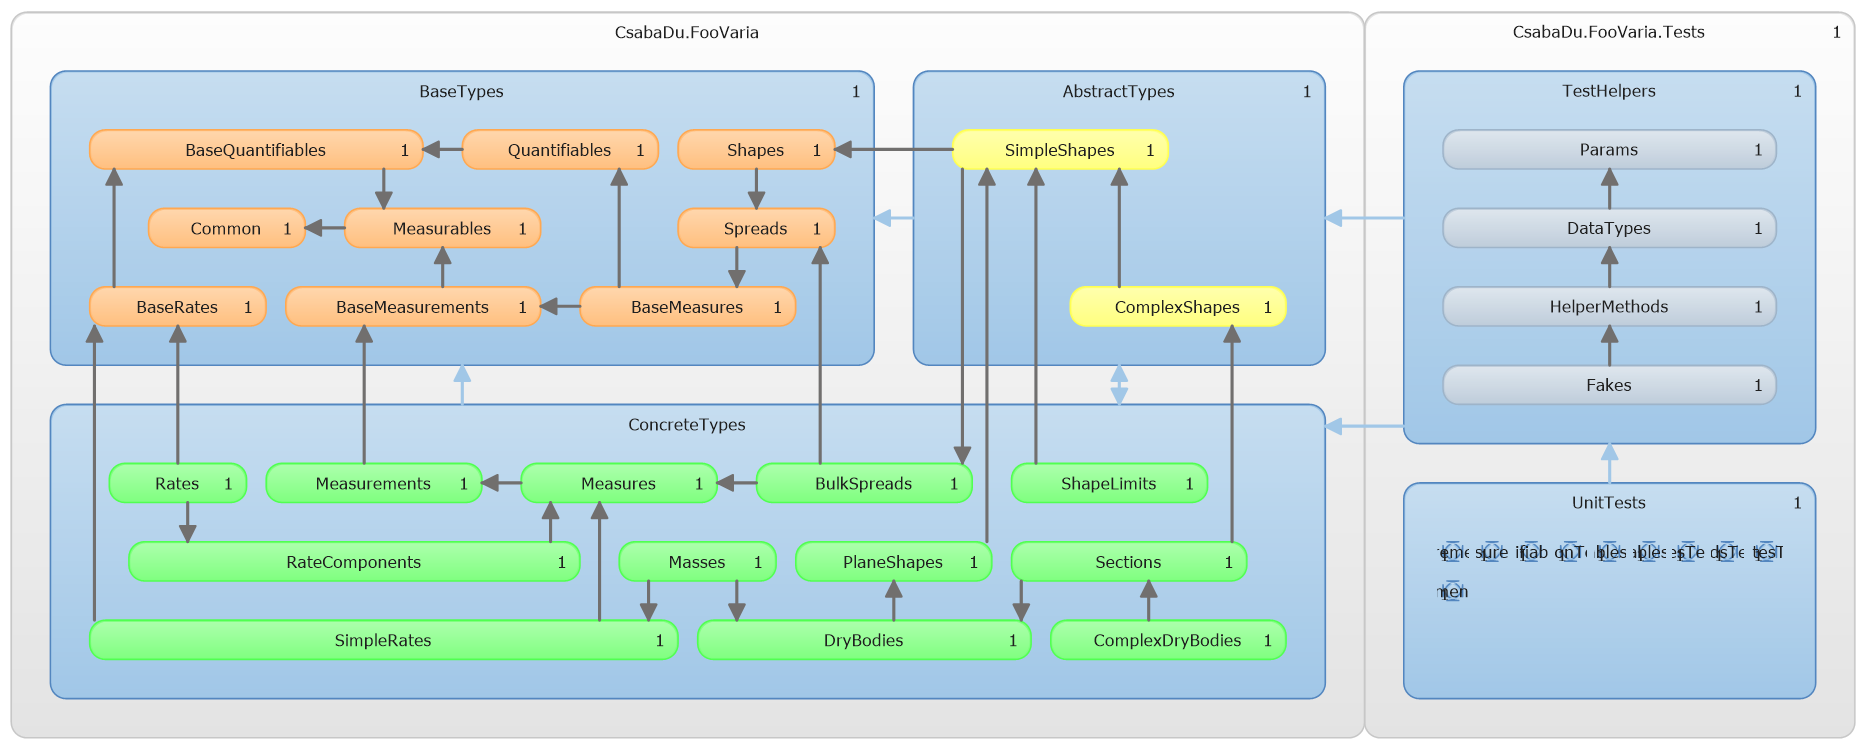 CsabaDu.FooVaria
CsabaDu.FooVaria.Tests 1
BaseTypes 1
AbstractTypes 1
TestHelpers 1
BaseQuantifiables 1
Quantifiables 1
Shapes 1
SimpleShapes 1
Params 1
Common 1
Measurables 1
Spreads 1
DataTypes 1
BaseRates 1
BaseMeasurements 1
BaseMeasures 1
ComplexShapes 1
HelperMethods 1
Fakes 1
ConcreteTypes
Rates 1
Measurements 1
Measures 1
BulkSpreads 1
ShapeLimits 1
UnitTests 1
RateComponents 1
Masses 1
PlaneShapes 1
Sections 1
SimpleRates 1
DryBodies 1
ComplexDryBodies 1